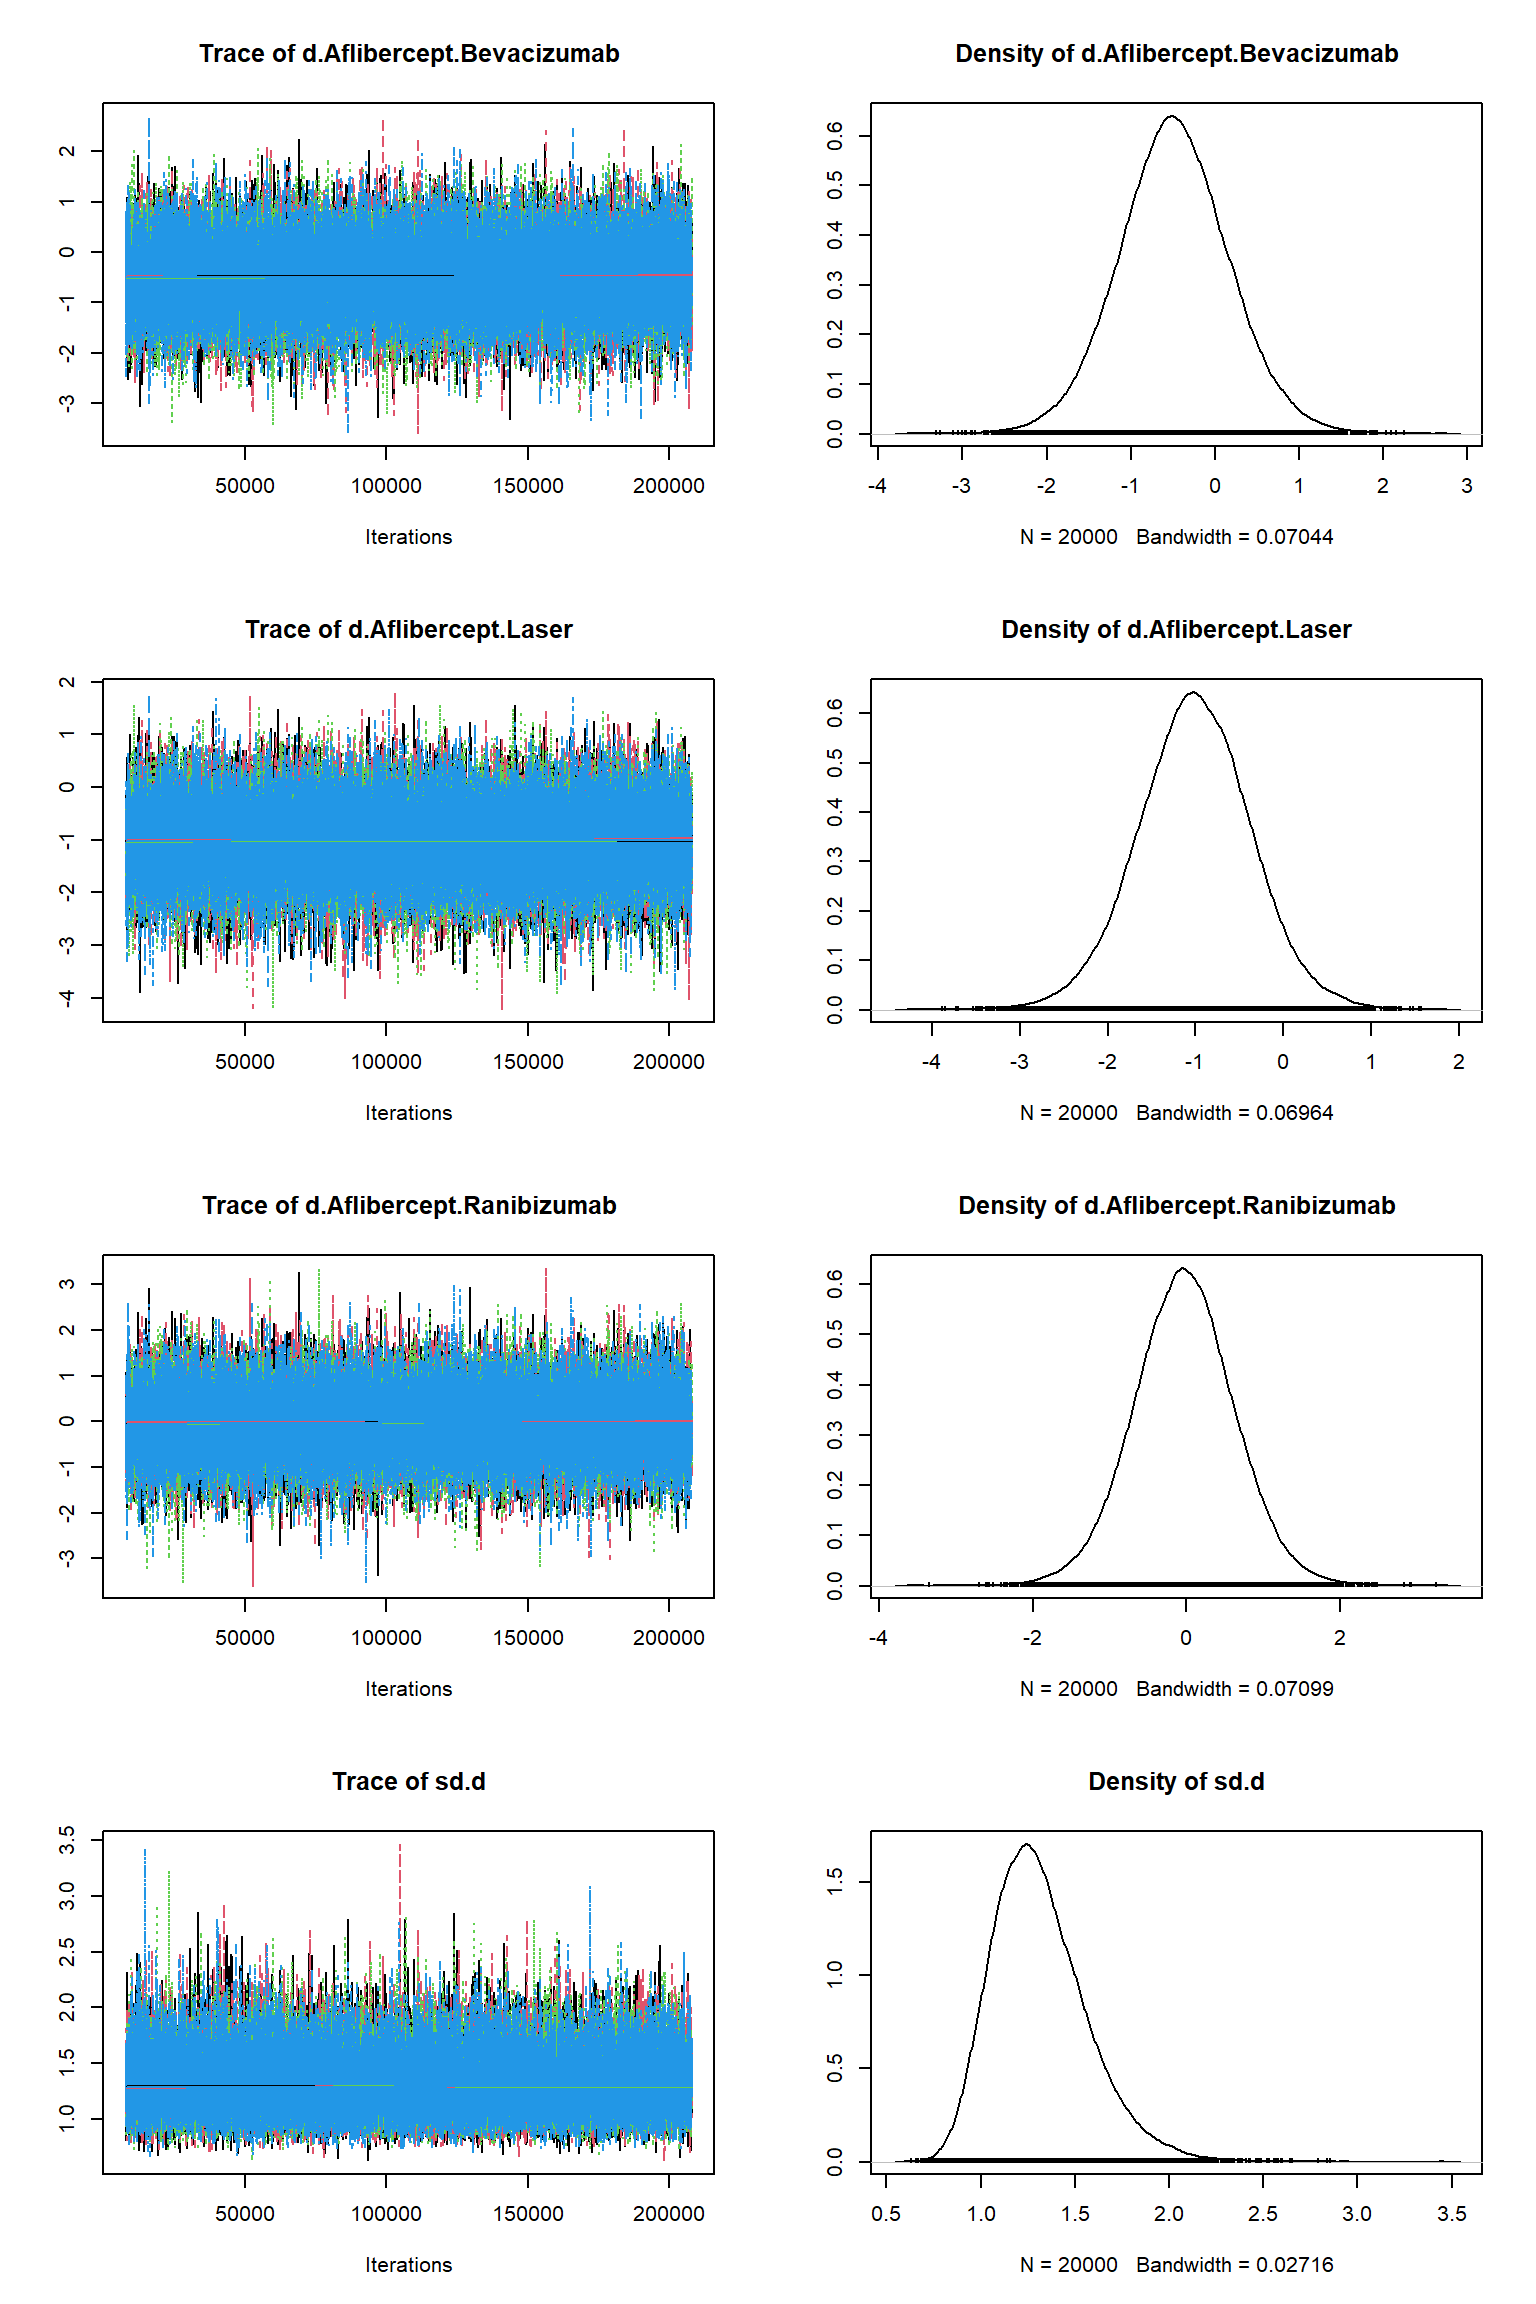 Trace of d.Aflibercept.Bevacizumab
2
1
0
-1
-2
-3
50000 100000 150000 200000
Iterations
Density of d.Aflibercept.Bevacizumab
0.6
0.5
0.4
0.3
0.2
0.1
0.0
-4 -3 -2 -1 0 1 2 3
N = 20000 Bandwidth = 0.07044
Trace of d.Aflibercept.Laser
2
1
0
-1
-2
-3
-4
50000 100000 150000 200000
Iterations
Density of d.Aflibercept.Laser
0.6
0.5
0.4
0.3
0.2
0.1
0.0
-4 -3 -2 -1 0 1 2
N = 20000 Bandwidth = 0.06964
Trace of d.Aflibercept.Ranibizumab
3
2
1
0
-1
-2
-3
50000 100000 150000 200000
Iterations
Density of d.Aflibercept.Ranibizumab
0.6
0.5
0.4
0.3
0.2
0.1
0.0
-4 -2 0 2
N = 20000 Bandwidth = 0.07099
Trace of sd.d
3.5
3.0
2.5
2.0
1.5
1.0
50000 100000 150000 200000
Iterations
Density of sd.d
1.5
1.0
0.5
0.0
0.5 1.0 1.5 2.0 2.5 3.0 3.5
N = 20000 Bandwidth = 0.02716